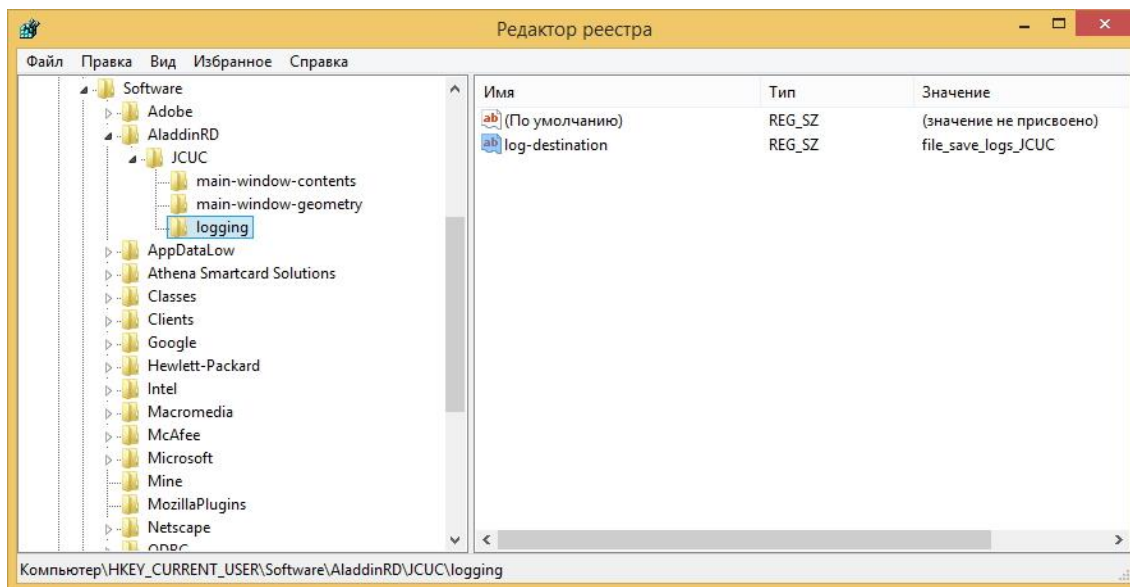 Редактор реестра
Файл Правка Вид Избранное Справка
Software
Adobe
AladdinRD
JCUC
main-window-contents
main-window-geometry
logging
AppDataLow
Athena Smartcard Solutions
Classes
Clients
Google
Hewlett-Packard
Intel
Macromedia
McAfee
Microsoft
Mine
MozillaPlugins
Netscape
Имя Тип Значение
ab (По умолчанию) REG_SZ (значение не присвоено)
ab log-destination REG_SZ file_save_logs_JCUC
Компьютер\HKEY_CURRENT_USER\Software\AladdinRD\JCUC\logging